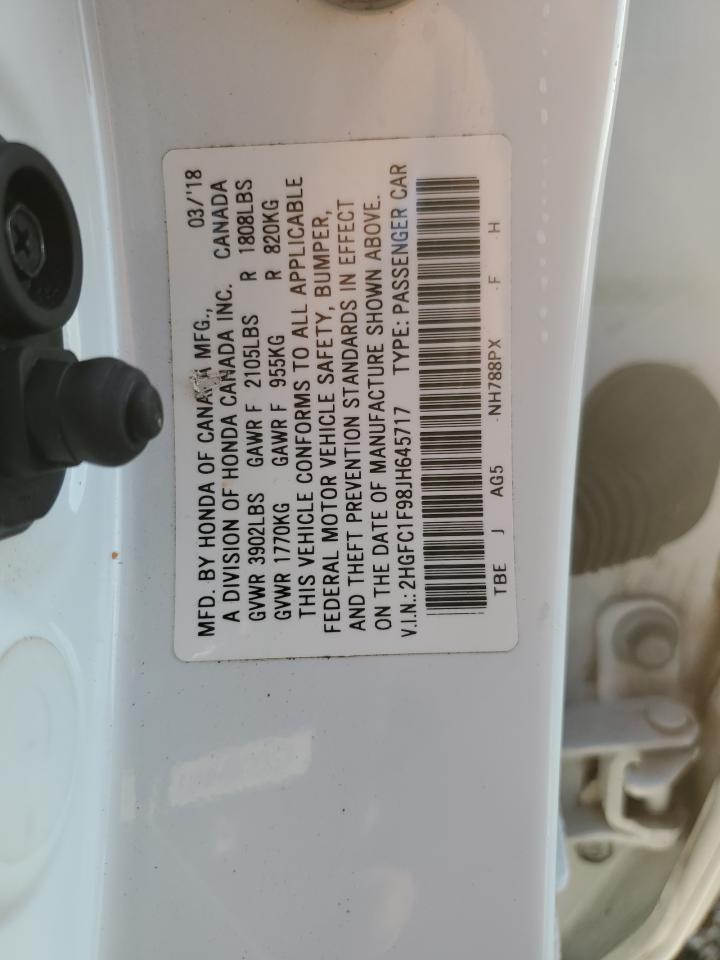 MFD. BY HONDA OF CANADA MFG., 03/'18
A DIVISION OF HONDA CANADA INC. CANADA
GVWR 3902LBS GAWR F 2105LBS R 1808LBS
GVWR 1770KG GAWR F 955KG R 820KG
THIS VEHICLE CONFORMS TO ALL APPLICABLE
FEDERAL MOTOR VEHICLE SAFETY, BUMPER,
AND THEFT PREVENTION STANDARDS IN EFFECT
ON THE DATE OF MANUFACTURE SHOWN ABOVE.
V.I.N.: 2HGFC1F98JH645717 TYPE: PASSENGER CAR
TBE J AG5 -NH788PX -F H